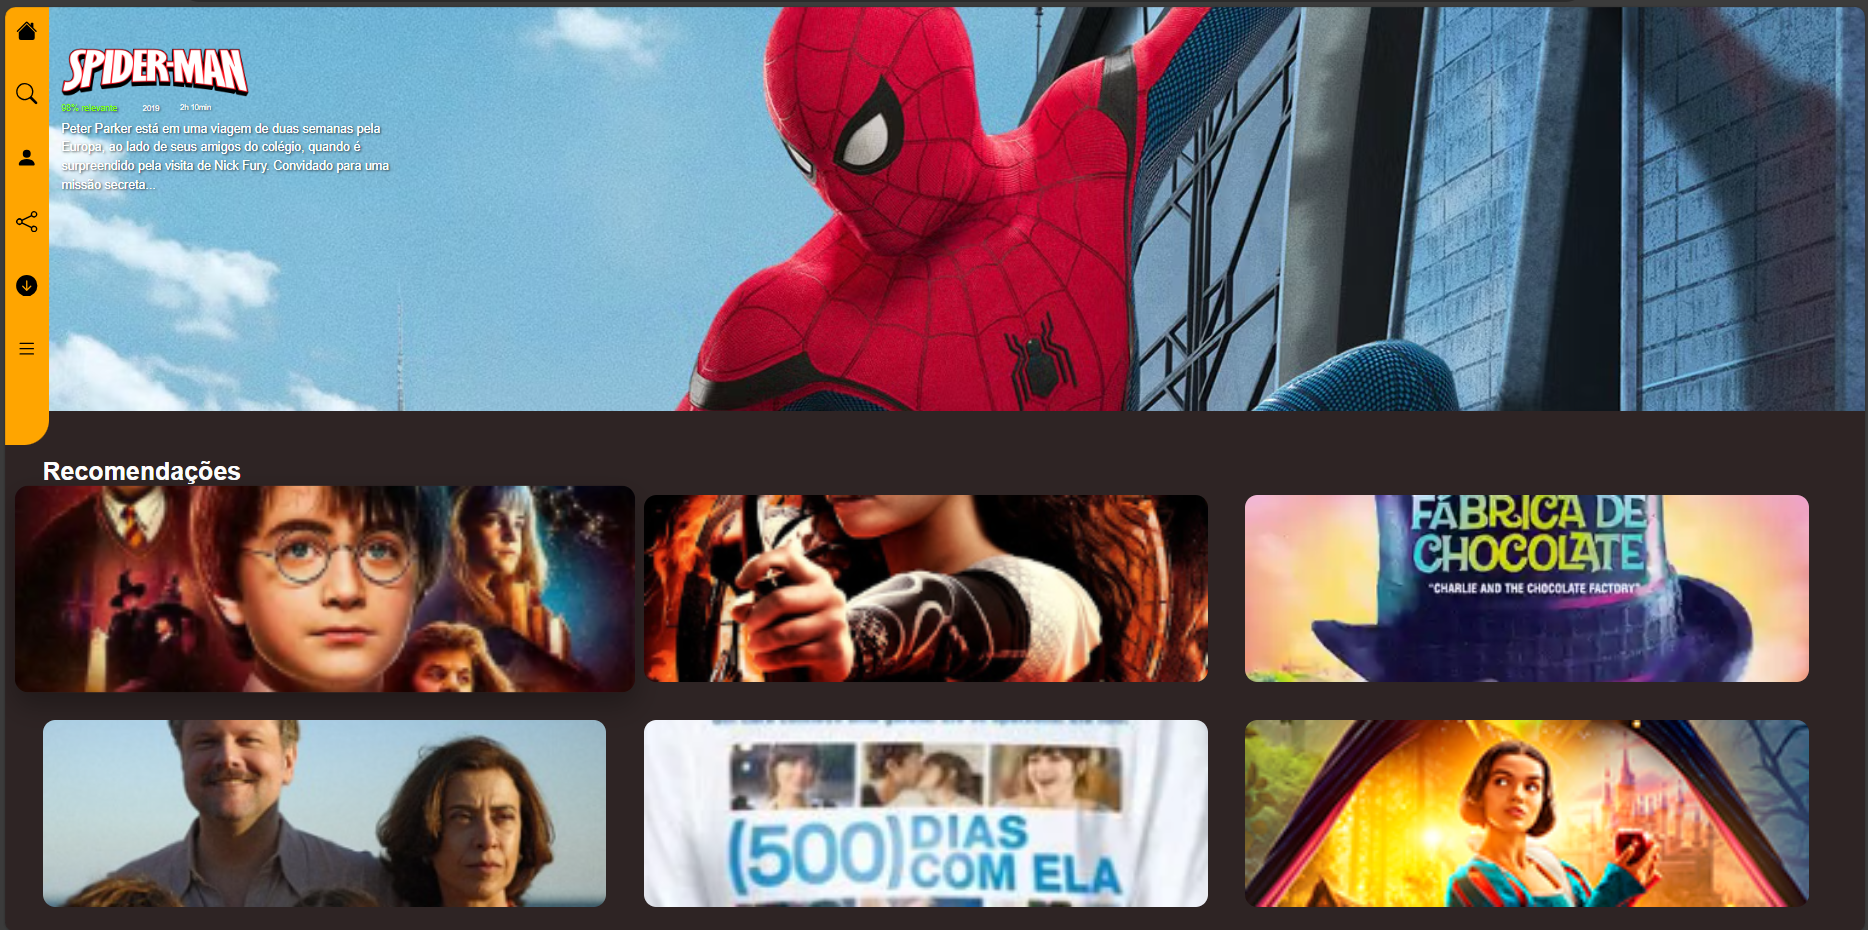 SPIDER-MAN
98% relevante 2019 2h 10min
Peter Parker está em uma viagem de duas semanas pela
Europa, ao lado de seus amigos do colégio, quando é
surpreendido pela visita de Nick Fury. Convidado para uma
missão secreta...
Recomendações
FÁBRICA DE
CHOCOLATE
"CHARLIE AND THE CHOCOLATE FACTORY"
(500) DIAS
COM ELA